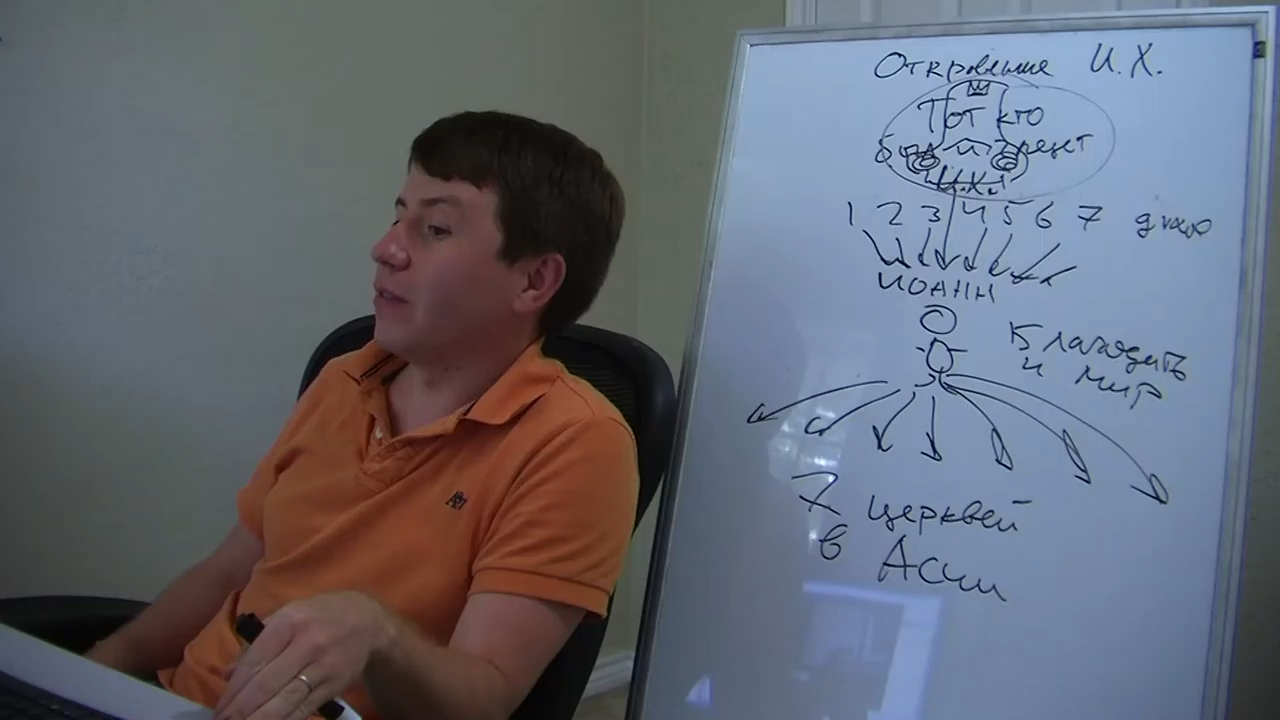 Откровение И.Х.
Тот кто
был и грядет
И.Х.
1 2 3 4 5 6 7 духов
ИОАНН
Благодать
и мир
7 церквей
в Асии